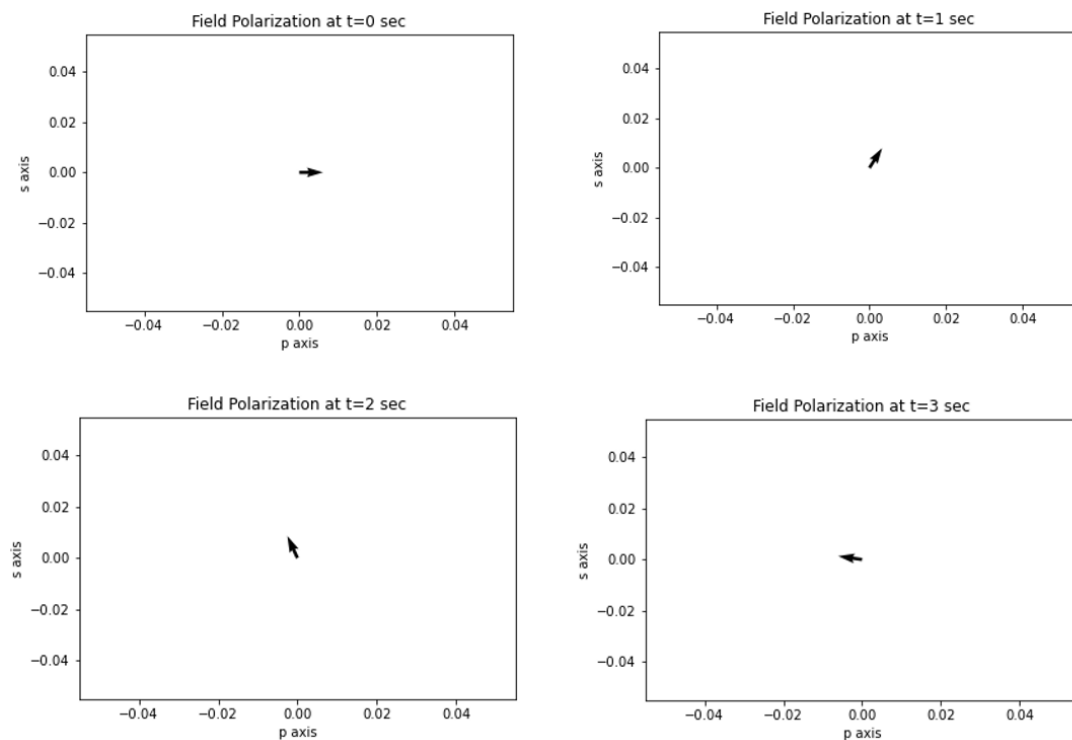 Field Polarization at t=0 sec
0.04
0.02
0.00
−0.02
−0.04
s axis
−0.04 −0.02 0.00 0.02 0.04
p axis
Field Polarization at t=1 sec
0.04
0.02
0.00
−0.02
−0.04
s axis
−0.04 −0.02 0.00 0.02 0.04
p axis
Field Polarization at t=2 sec
0.04
0.02
0.00
−0.02
−0.04
s axis
−0.04 −0.02 0.00 0.02 0.04
p axis
Field Polarization at t=3 sec
0.04
0.02
0.00
−0.02
−0.04
s axis
−0.04 −0.02 0.00 0.02 0.04
p axis